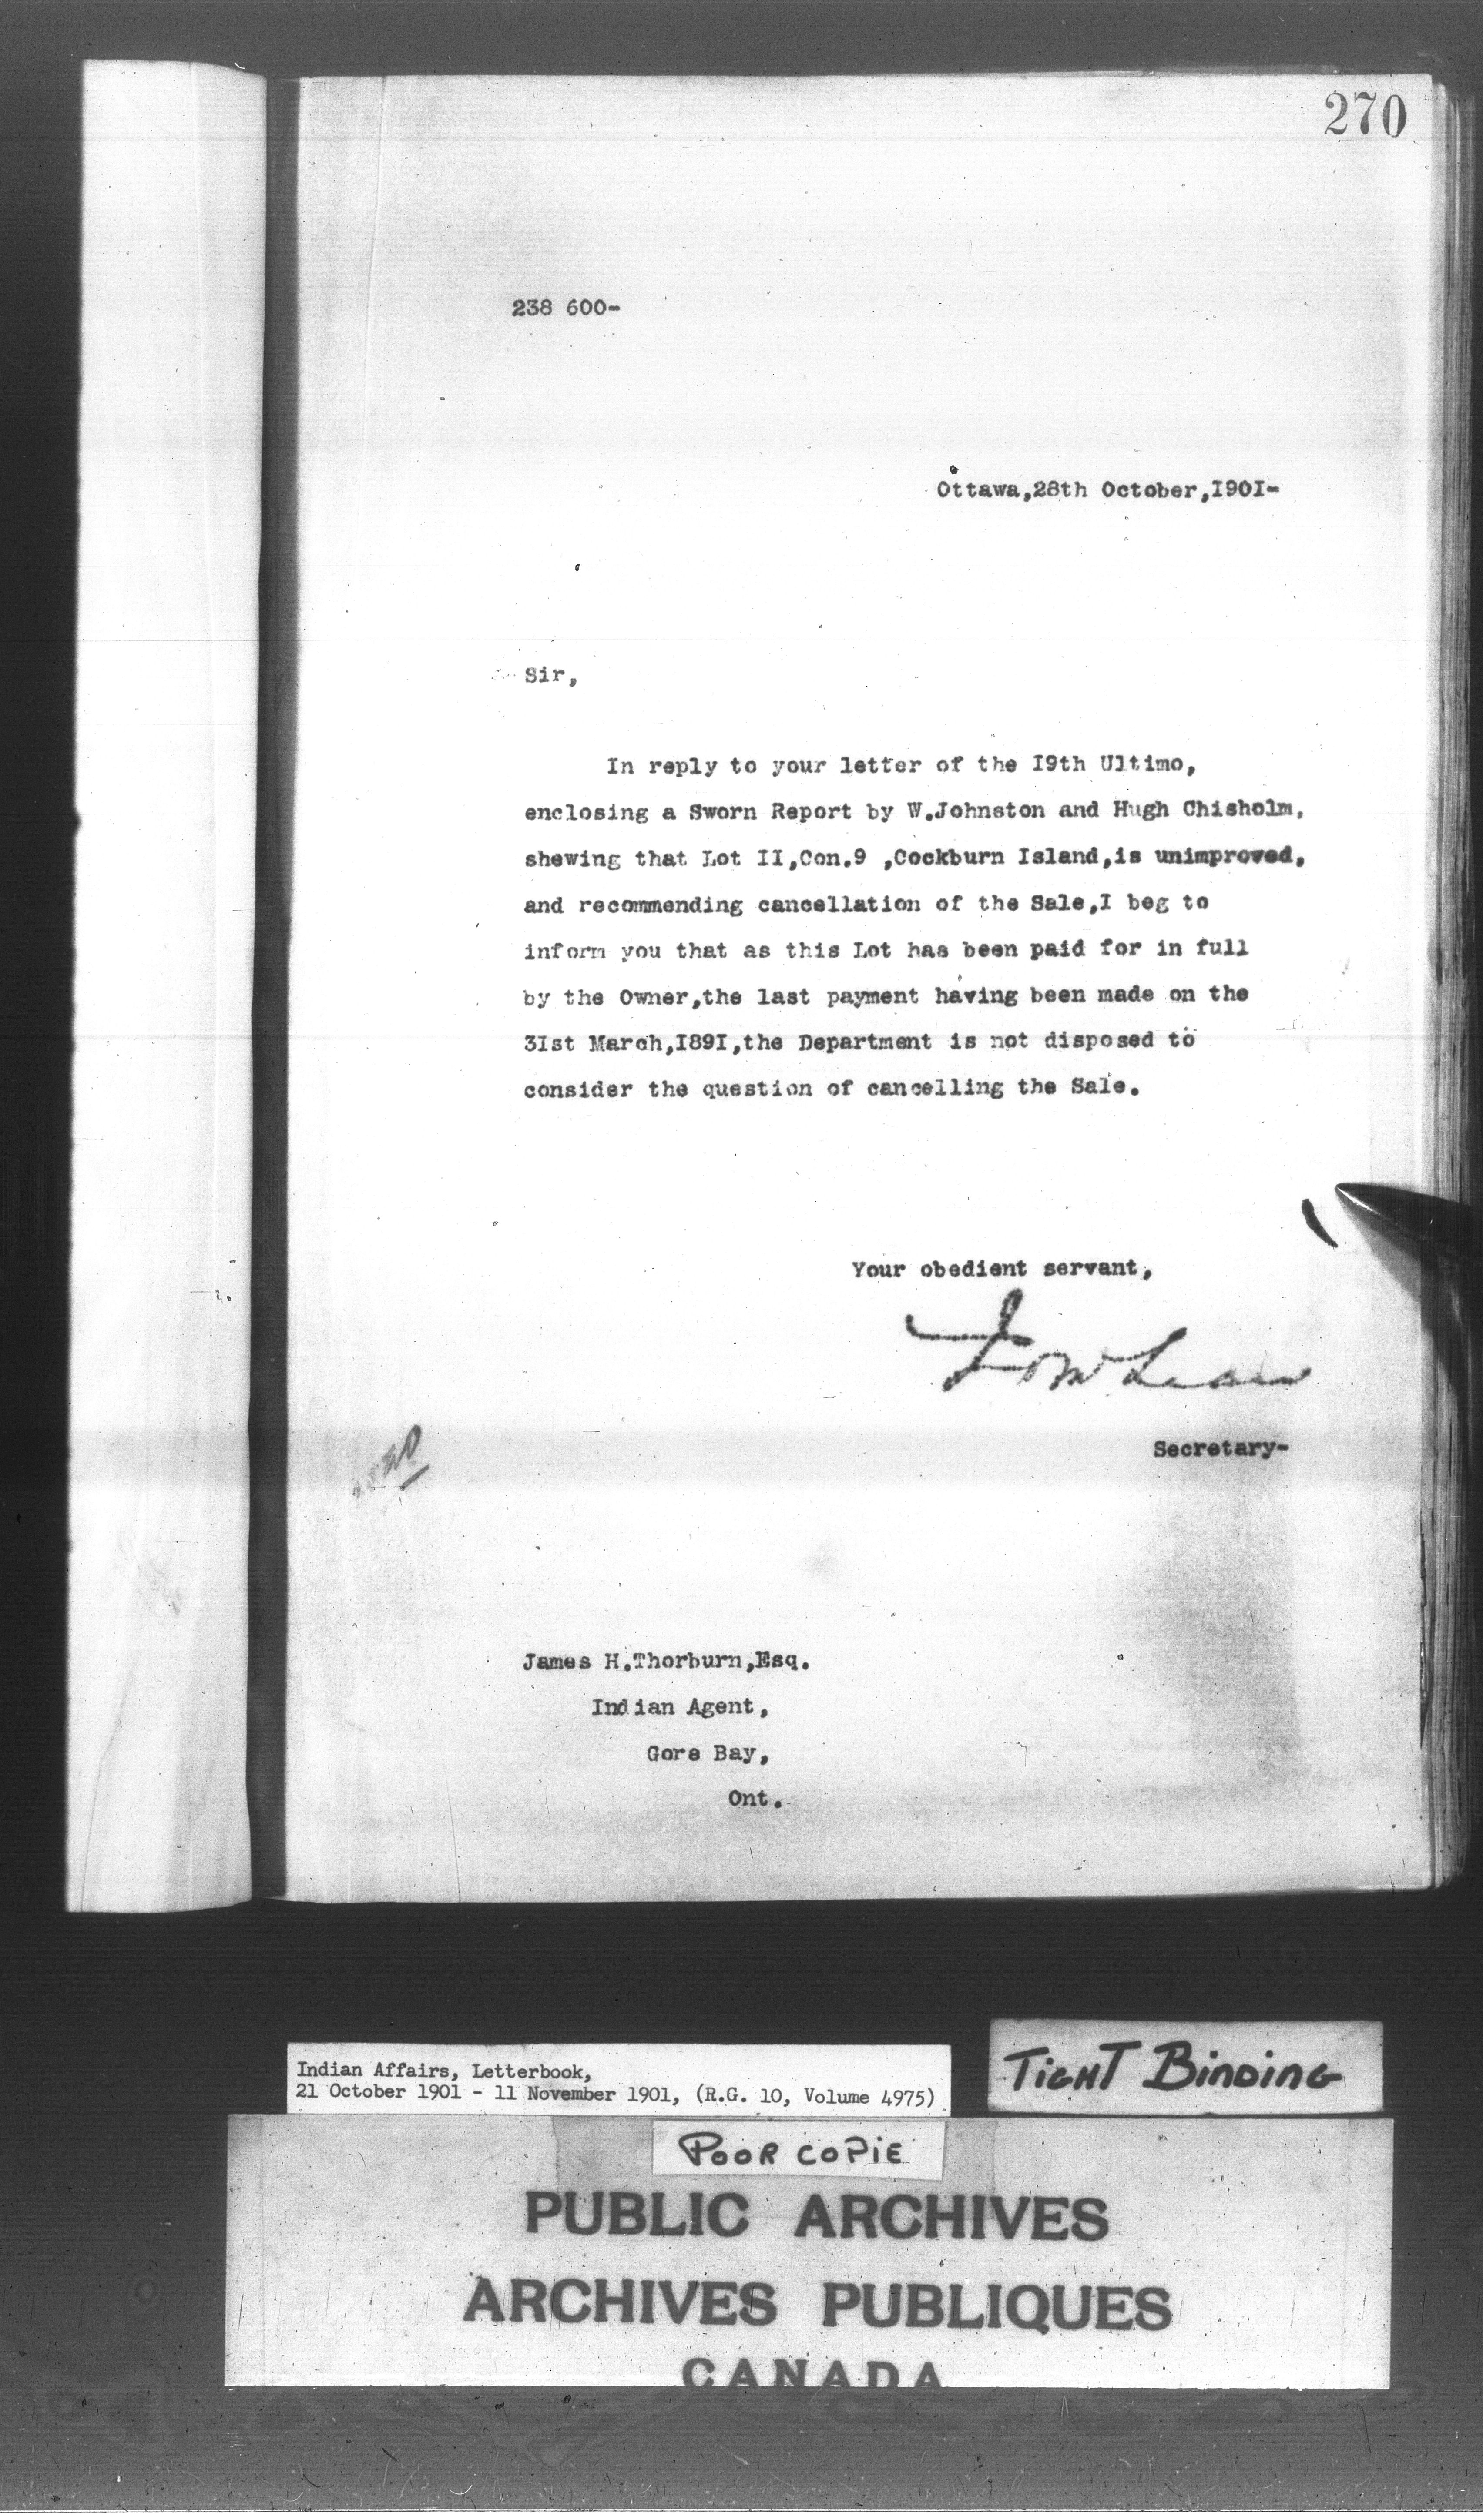 270
238 600-
Ottawa,28th October,I90I-
Sir,
In reply to your letter of the I9th Ultimo,
enclosing a Sworn Report by W.Johnston and Hugh Chisholm,
shewing that Lot II,Con.9 ,Cockburn Island,is unimproved,
and recommending cancellation of the Sale,I beg to
inform you that as this Lot has been paid for in full
by the Owner,the last payment having been made on the
3Ist March,I89I,the Department is not disposed to
consider the question of cancelling the Sale.
Your obedient servant,
Secretary-
James H.Thorburn,Esq.
Indian Agent,
Gore Bay,
Ont.
Indian Affairs, Letterbook,
21 October 1901 - 11 November 1901, (R.G. 10, Volume 4975)
TIGHT BINDING
POOR COPIE
PUBLIC ARCHIVES
ARCHIVES PUBLIQUES
CANADA